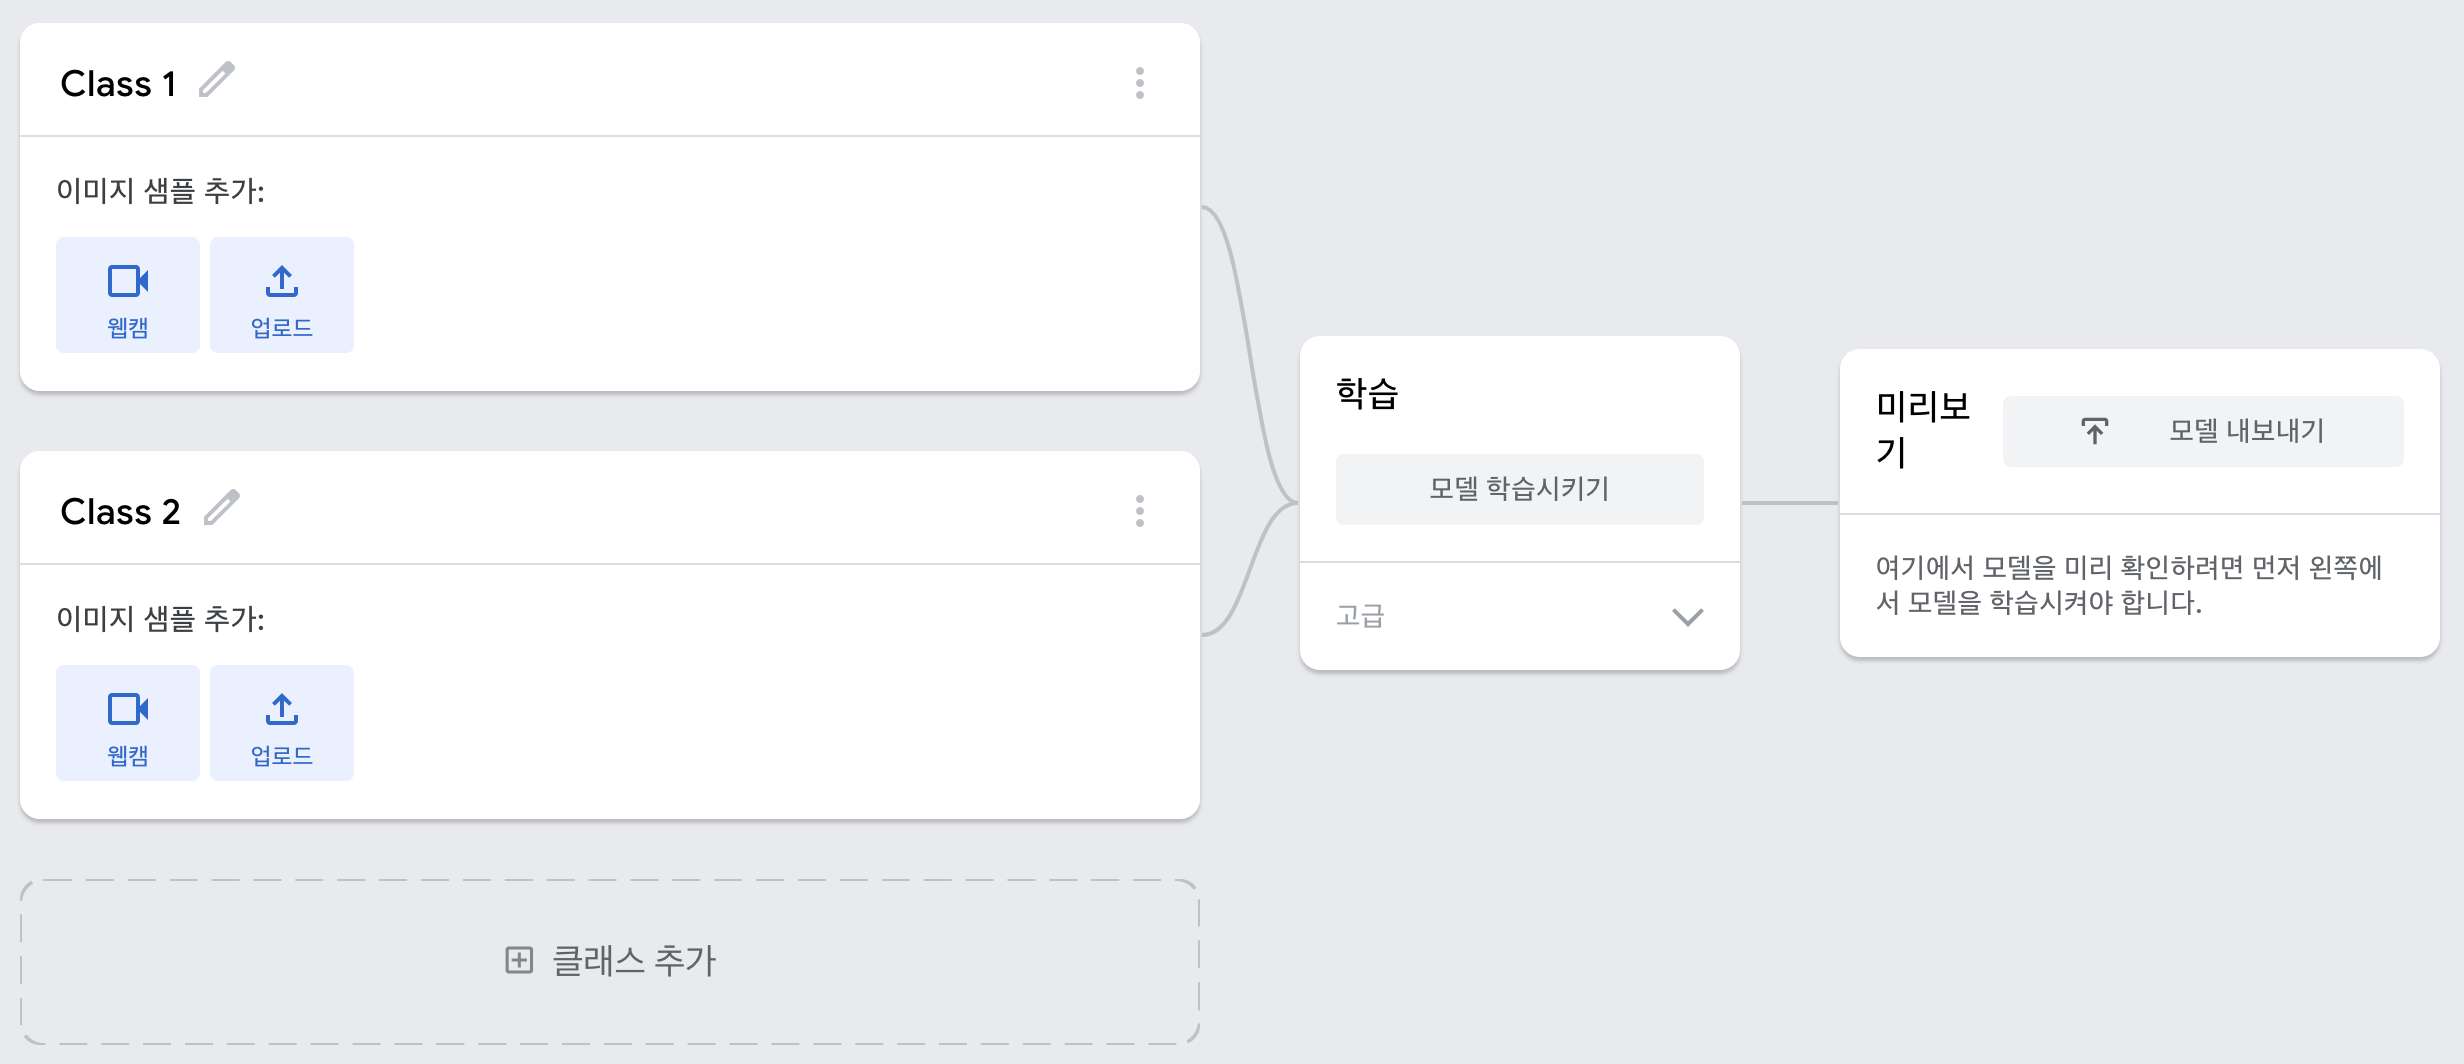 Class 1
이미지 샘플 추가:
웹캠
업로드
Class 2
이미지 샘플 추가:
웹캠
업로드
클래스 추가
학습
모델 학습시키기
고급
미리보
기
모델 내보내기
여기에서 모델을 미리 확인하려면 먼저 왼쪽에
서 모델을 학습시켜야 합니다.